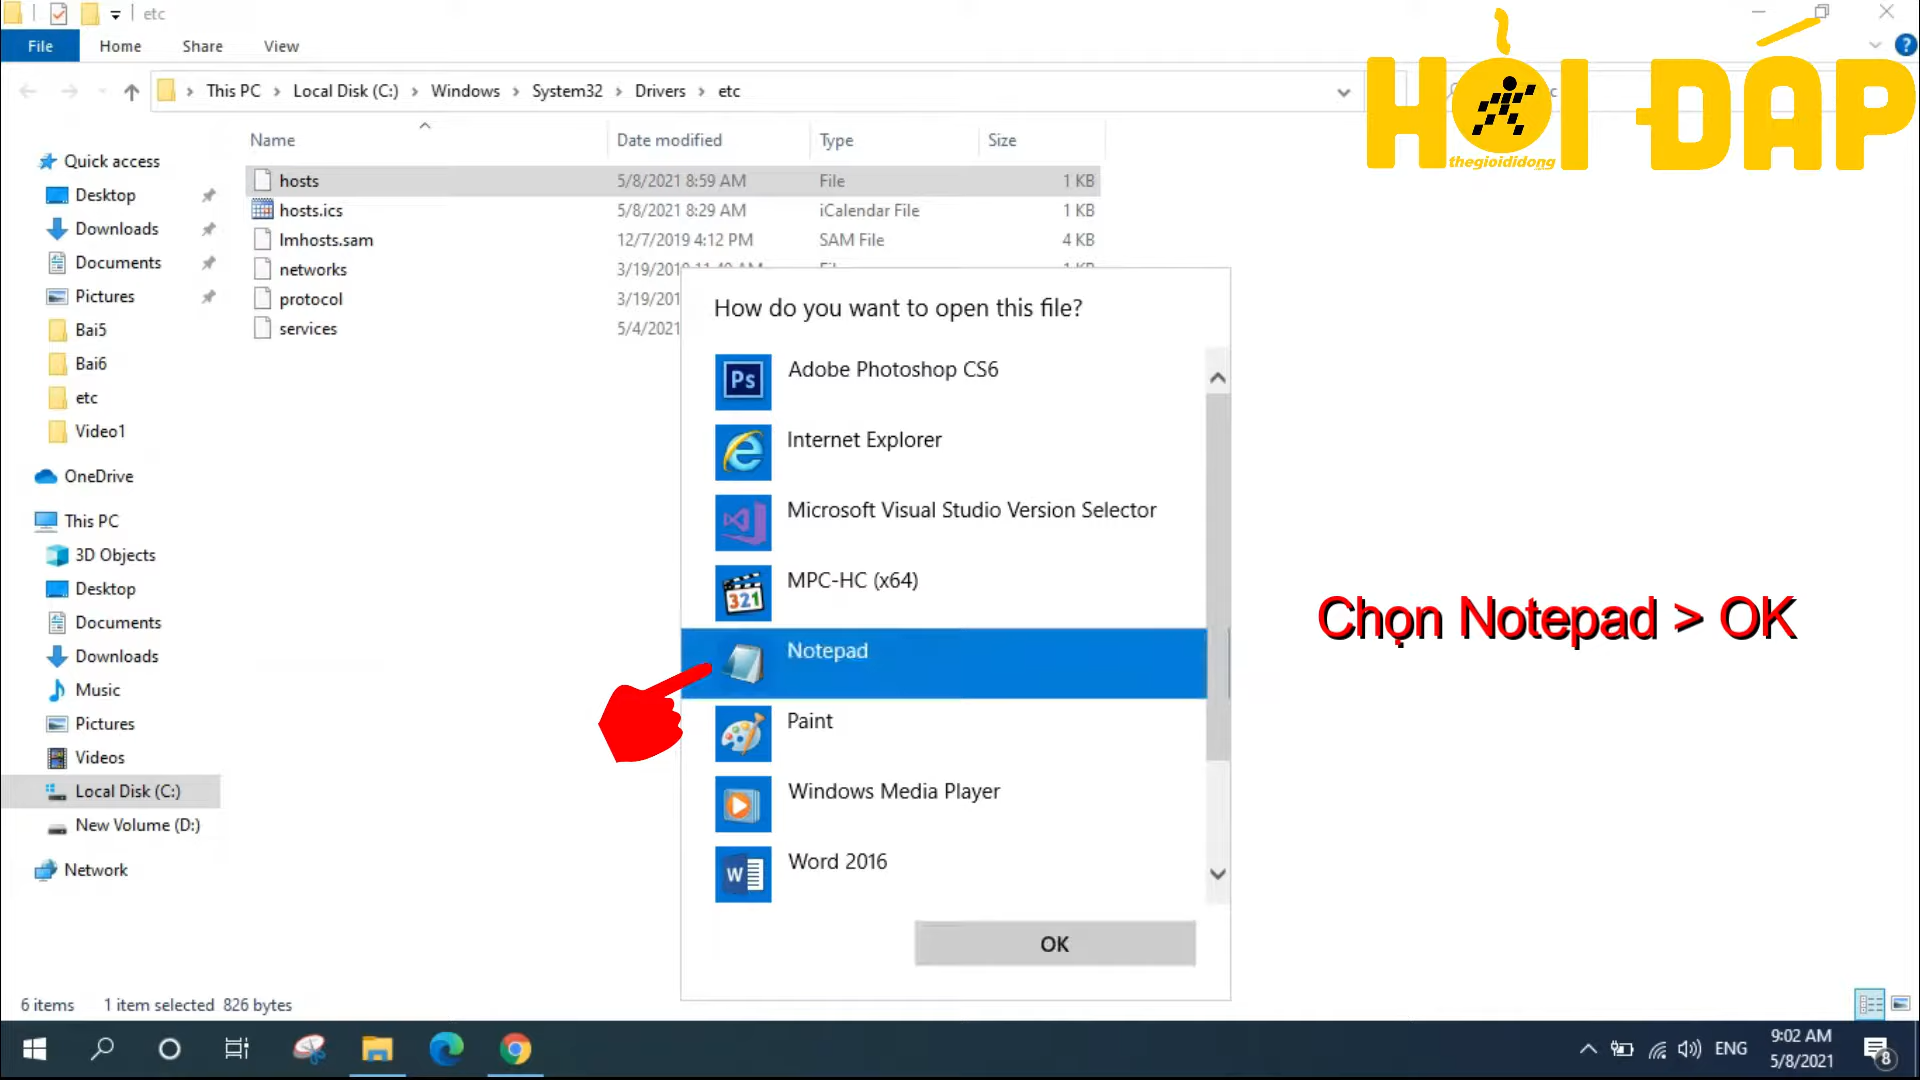 etc
File Home Share View
This PC > Local Disk (C:) > Windows > System32 > Drivers > etc
HỎI ĐÁP
thegioididong
Name Date modified Type Size
Quick access
Desktop
Downloads
Documents
Pictures
Bai5
Bai6
etc
Video1
OneDrive
This PC
3D Objects
Desktop
Documents
Downloads
Music
Pictures
Videos
Local Disk (C:)
New Volume (D:)
Network
hosts 5/8/2021 8:59 AM File 1 KB
hosts.ics 5/8/2021 8:29 AM iCalendar File 1 KB
lmhosts.sam 12/7/2019 4:12 PM SAM File 4 KB
networks
protocol
services
How do you want to open this file?
Ps Adobe Photoshop CS6
Internet Explorer
Microsoft Visual Studio Version Selector
321 MPC-HC (x64)
Notepad
Paint
Windows Media Player
W Word 2016
OK
Chọn Notepad > OK
6 items 1 item selected 826 bytes
ENG
9:02 AM
5/8/2021
8